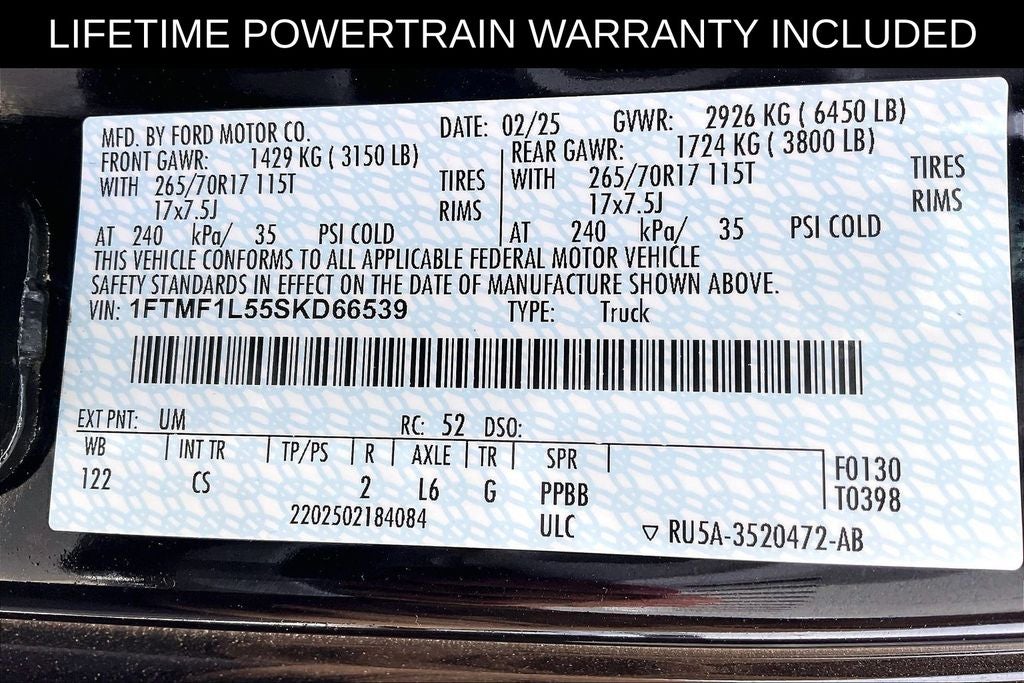 LIFETIME POWERTRAIN WARRANTY INCLUDED
MFD. BY FORD MOTOR CO. DATE: 02/25 GVWR: 2926 KG ( 6450 LB)
FRONT GAWR: 1429 KG ( 3150 LB) REAR GAWR: 1724 KG ( 3800 LB)
WITH 265/70R17 115T TIRES WITH 265/70R17 115T TIRES
17x7.5J RIMS 17x7.5J RIMS
AT 240 kPa/ 35 PSI COLD AT 240 kPa/ 35 PSI COLD
THIS VEHICLE CONFORMS TO ALL APPLICABLE FEDERAL MOTOR VEHICLE
SAFETY STANDARDS IN EFFECT ON THE DATE OF MANUFACTURE SHOWN ABOVE.
VIN: 1FTMF1L55SKD66539 TYPE: Truck
EXT PNT: UM RC: 52 DSO:
WB INT TR TP/PS R AXLE TR SPR
122 CS 2 L6 G PPBB F0130
T0398
2202502184084 ULC ▽ RU5A-3520472-AB